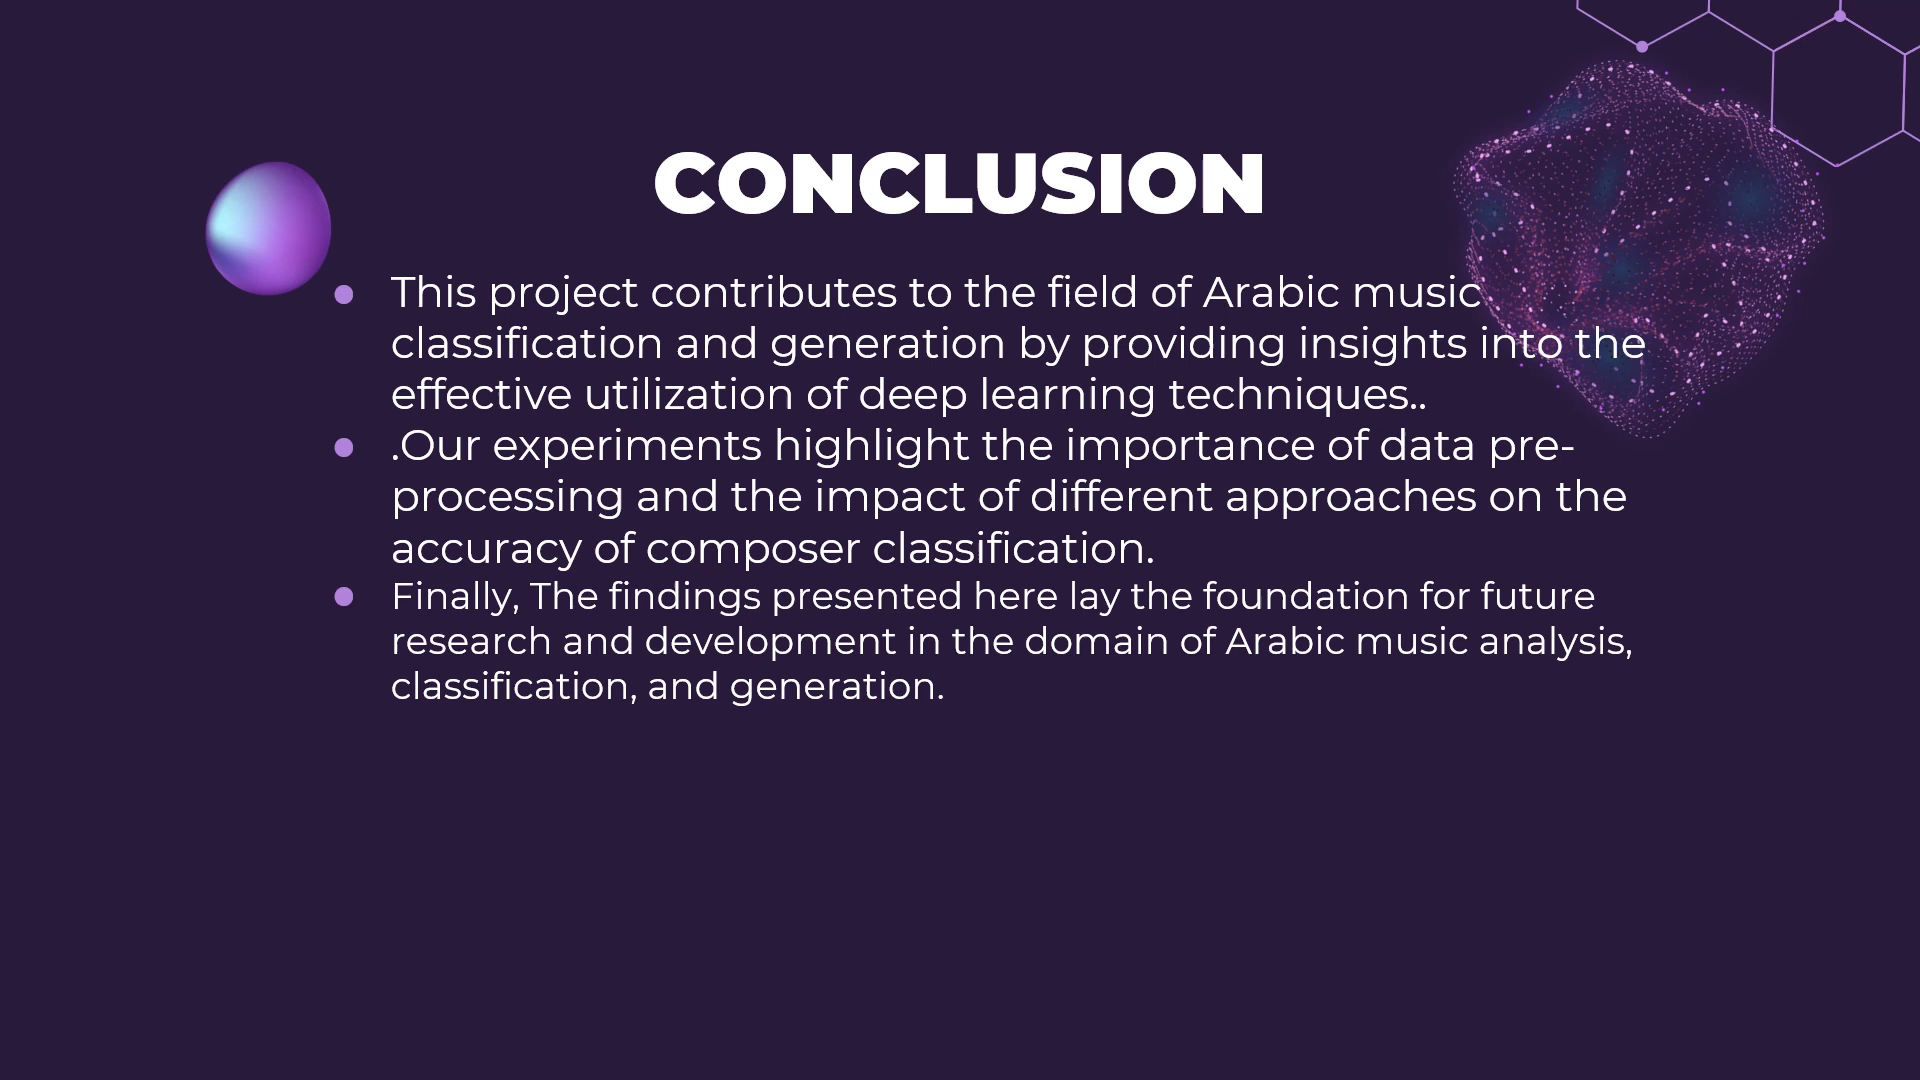 CONCLUSION
● This project contributes to the field of Arabic music
classification and generation by providing insights into the
effective utilization of deep learning techniques..
● .Our experiments highlight the importance of data pre-
processing and the impact of different approaches on the
accuracy of composer classification.
● Finally, The findings presented here lay the foundation for future
research and development in the domain of Arabic music analysis,
classification, and generation.